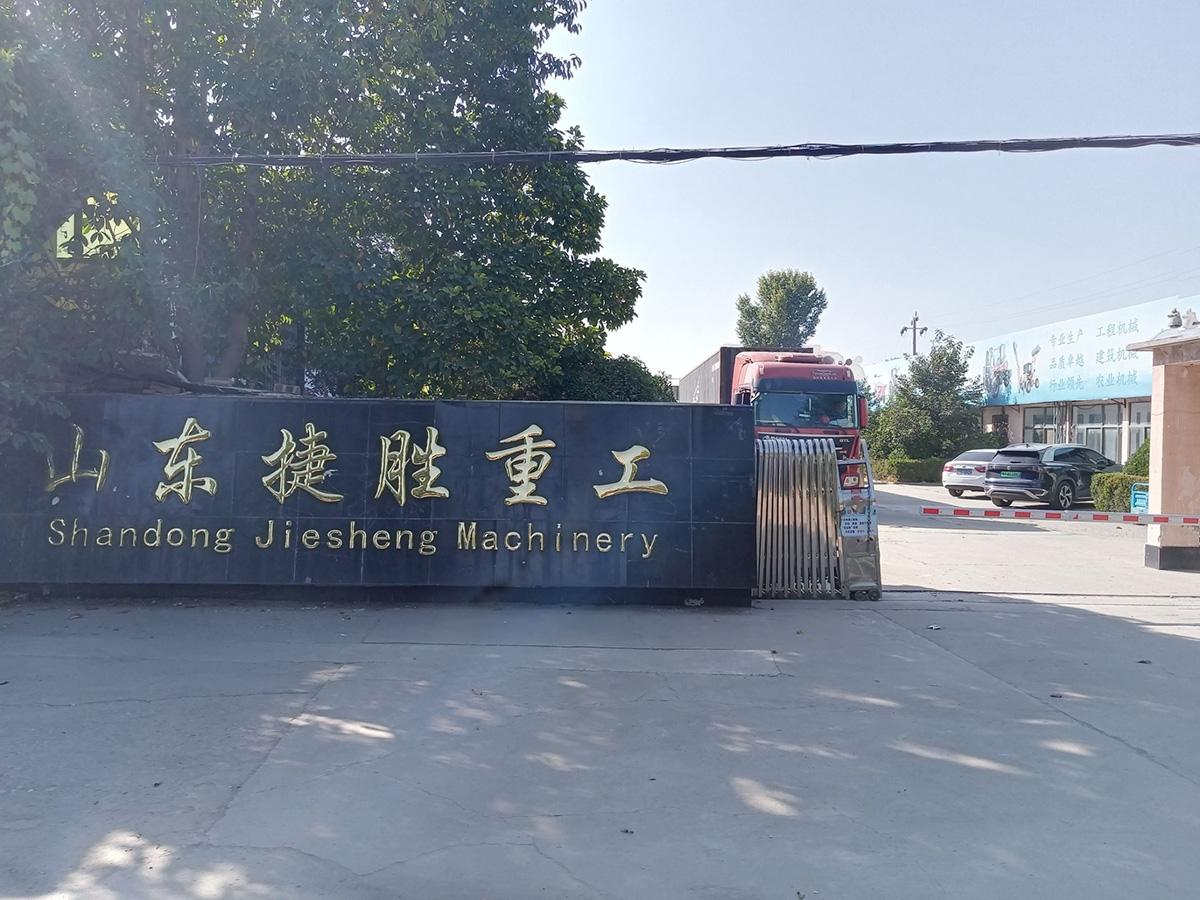 山东捷胜重工
Shandong Jiesheng Machinery
专业生产 工程机械
品质卓越 建筑机械
行业领先 农业机械
GTL